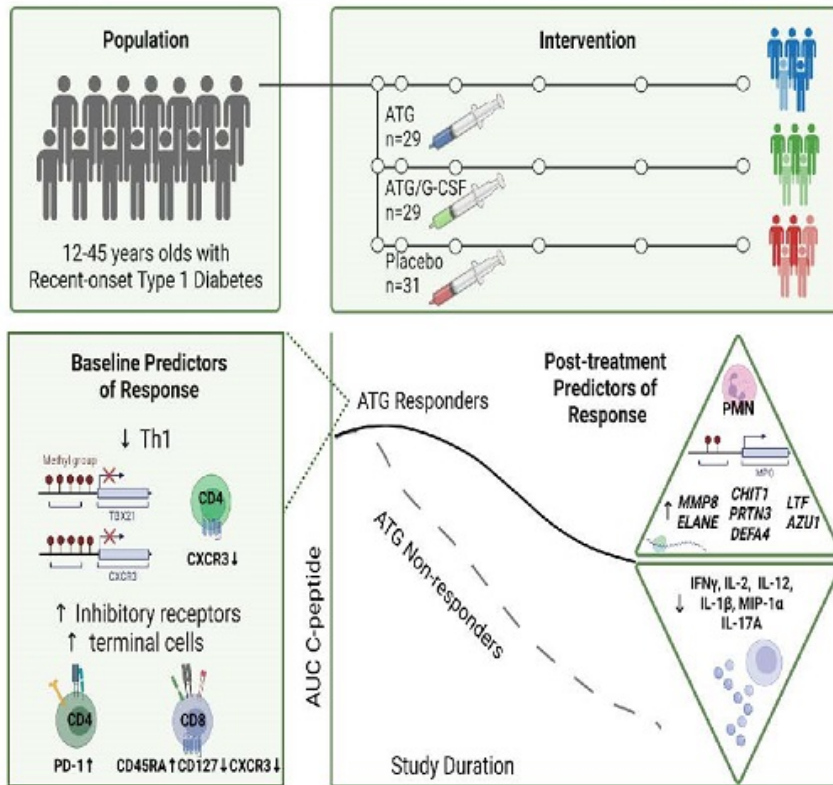 Population
12-45 years olds with
Recent-onset Type 1 Diabetes
Intervention
ATG
n=29
ATG/G-CSF
n=29
Placebo
n=31
Baseline Predictors
of Response
↓ Th1
Methyl group
TBX21
CXCR3
CD4
CXCR3↓
↑ Inhibitory receptors
↑ terminal cells
CD4
CD8
PD-1↑
CD45RA↑CD127↓CXCR3↓
AUC C-peptide
ATG Responders
ATG Non-responders
Study Duration
Post-treatment
Predictors of
Response
PMN
MPO
↑ MMP8 CHIT1 LTF
ELANE PRTN3 AZU1
DEFA4
IFNγ, IL-2, IL-12,
↓ IL-1β, MIP-1α
IL-17A